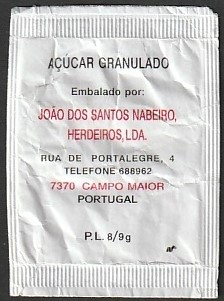 AÇÚCAR GRANULADO
Embalado por:
JOÃO DOS SANTOS NABEIRO,
HERDEIROS, LDA.
RUA DE PORTALEGRE, 4
TELEFONE 688962
7370 CAMPO MAIOR
PORTUGAL
P.L. 8/9g